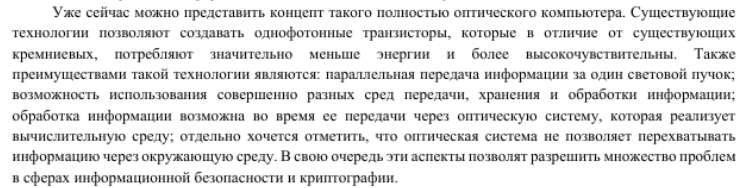 Уже сейчас можно представить концепт такого полностью оптического компьютера. Существующие
технологии позволяют создавать однофотонные транзисторы, которые в отличие от существующих
кремниевых, потребляют значительно меньше энергии и более высокочувствительны. Также
преимуществами такой технологии являются: параллельная передача информации за один световой пучок;
возможность использования совершенно разных сред передачи, хранения и обработки информации;
обработка информации возможна во время ее передачи через оптическую систему, которая реализует
вычислительную среду; отдельно хочется отметить, что оптическая система не позволяет перехватывать
информацию через окружающую среду. В свою очередь эти аспекты позволят разрешить множество проблем
в сферах информационной безопасности и криптографии.